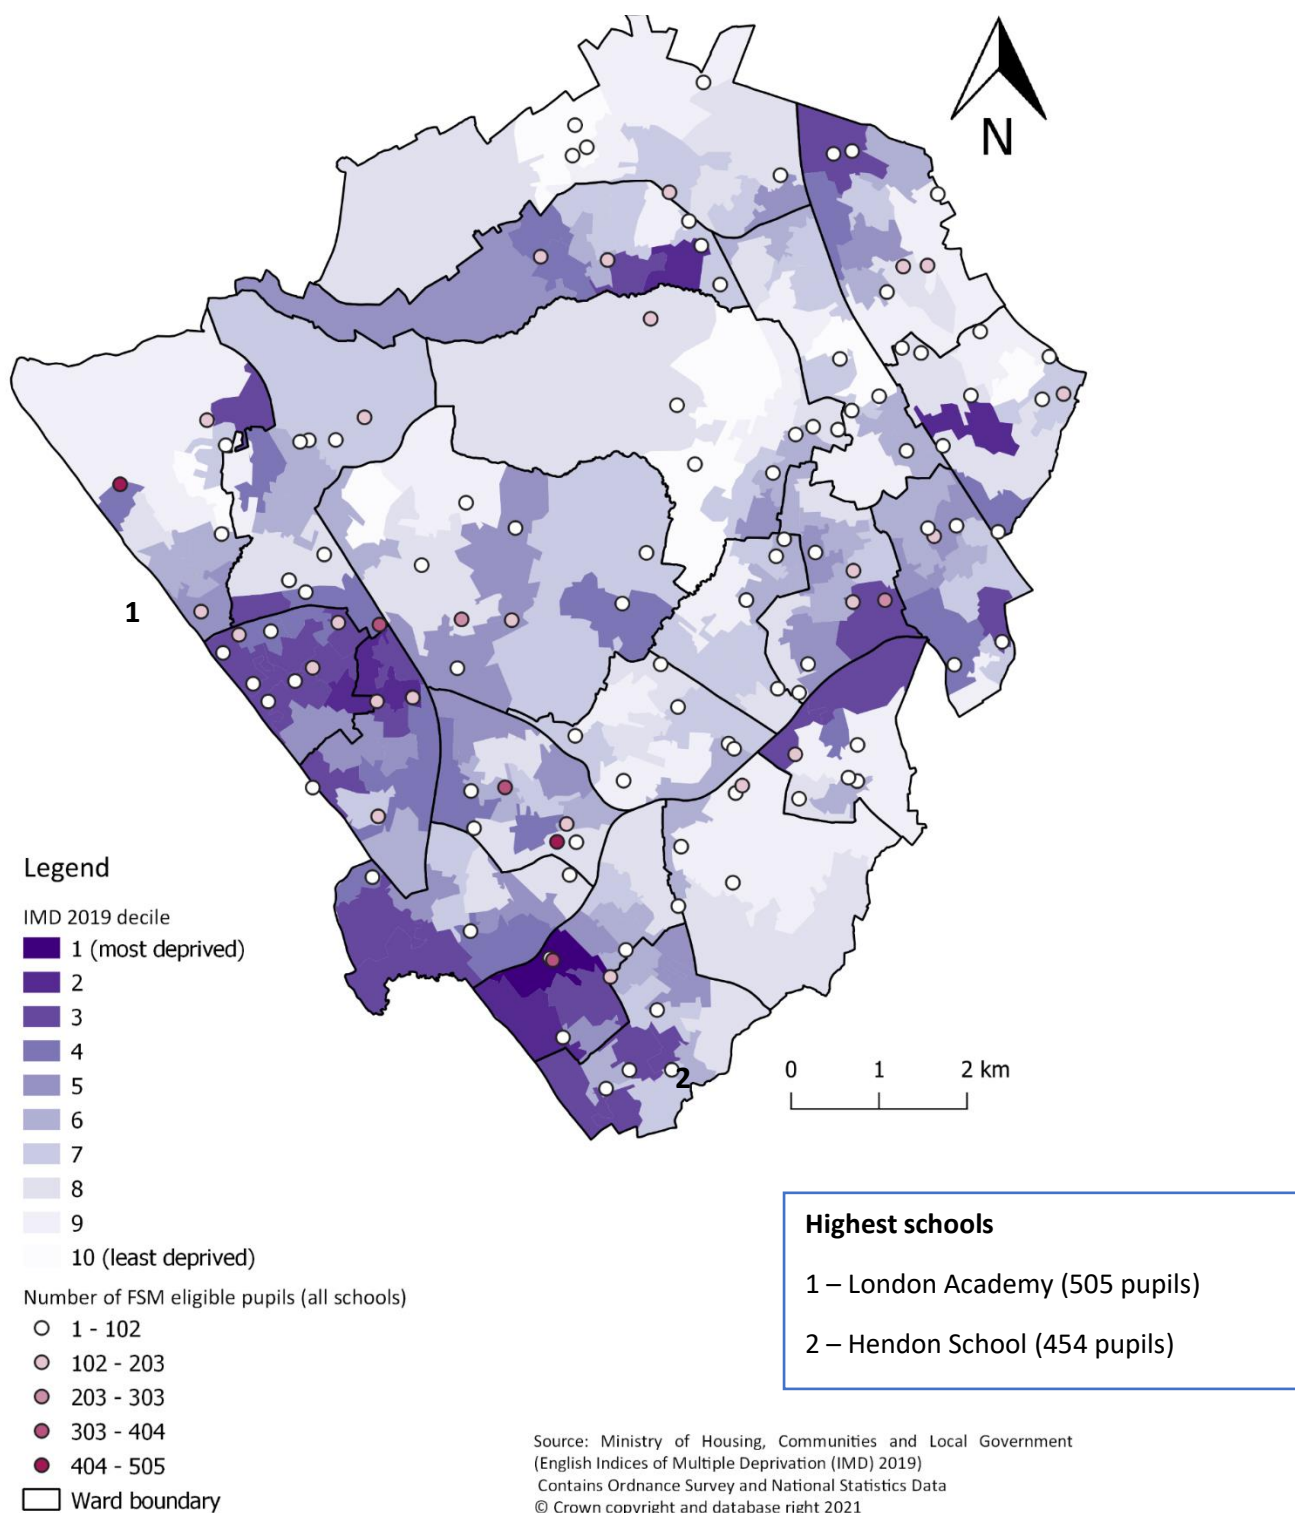 N
1
2
0 1 2 km
Legend
IMD 2019 decile
1 (most deprived)
2
3
4
5
6
7
8
9
10 (least deprived)
Number of FSM eligible pupils (all schools)
1 - 102
102 - 203
203 - 303
303 - 404
404 - 505
Ward boundary
Highest schools
1 – London Academy (505 pupils)
2 – Hendon School (454 pupils)
Source: Ministry of Housing, Communities and Local Government
(English Indices of Multiple Deprivation (IMD) 2019)
Contains Ordnance Survey and National Statistics Data
© Crown copyright and database right 2021